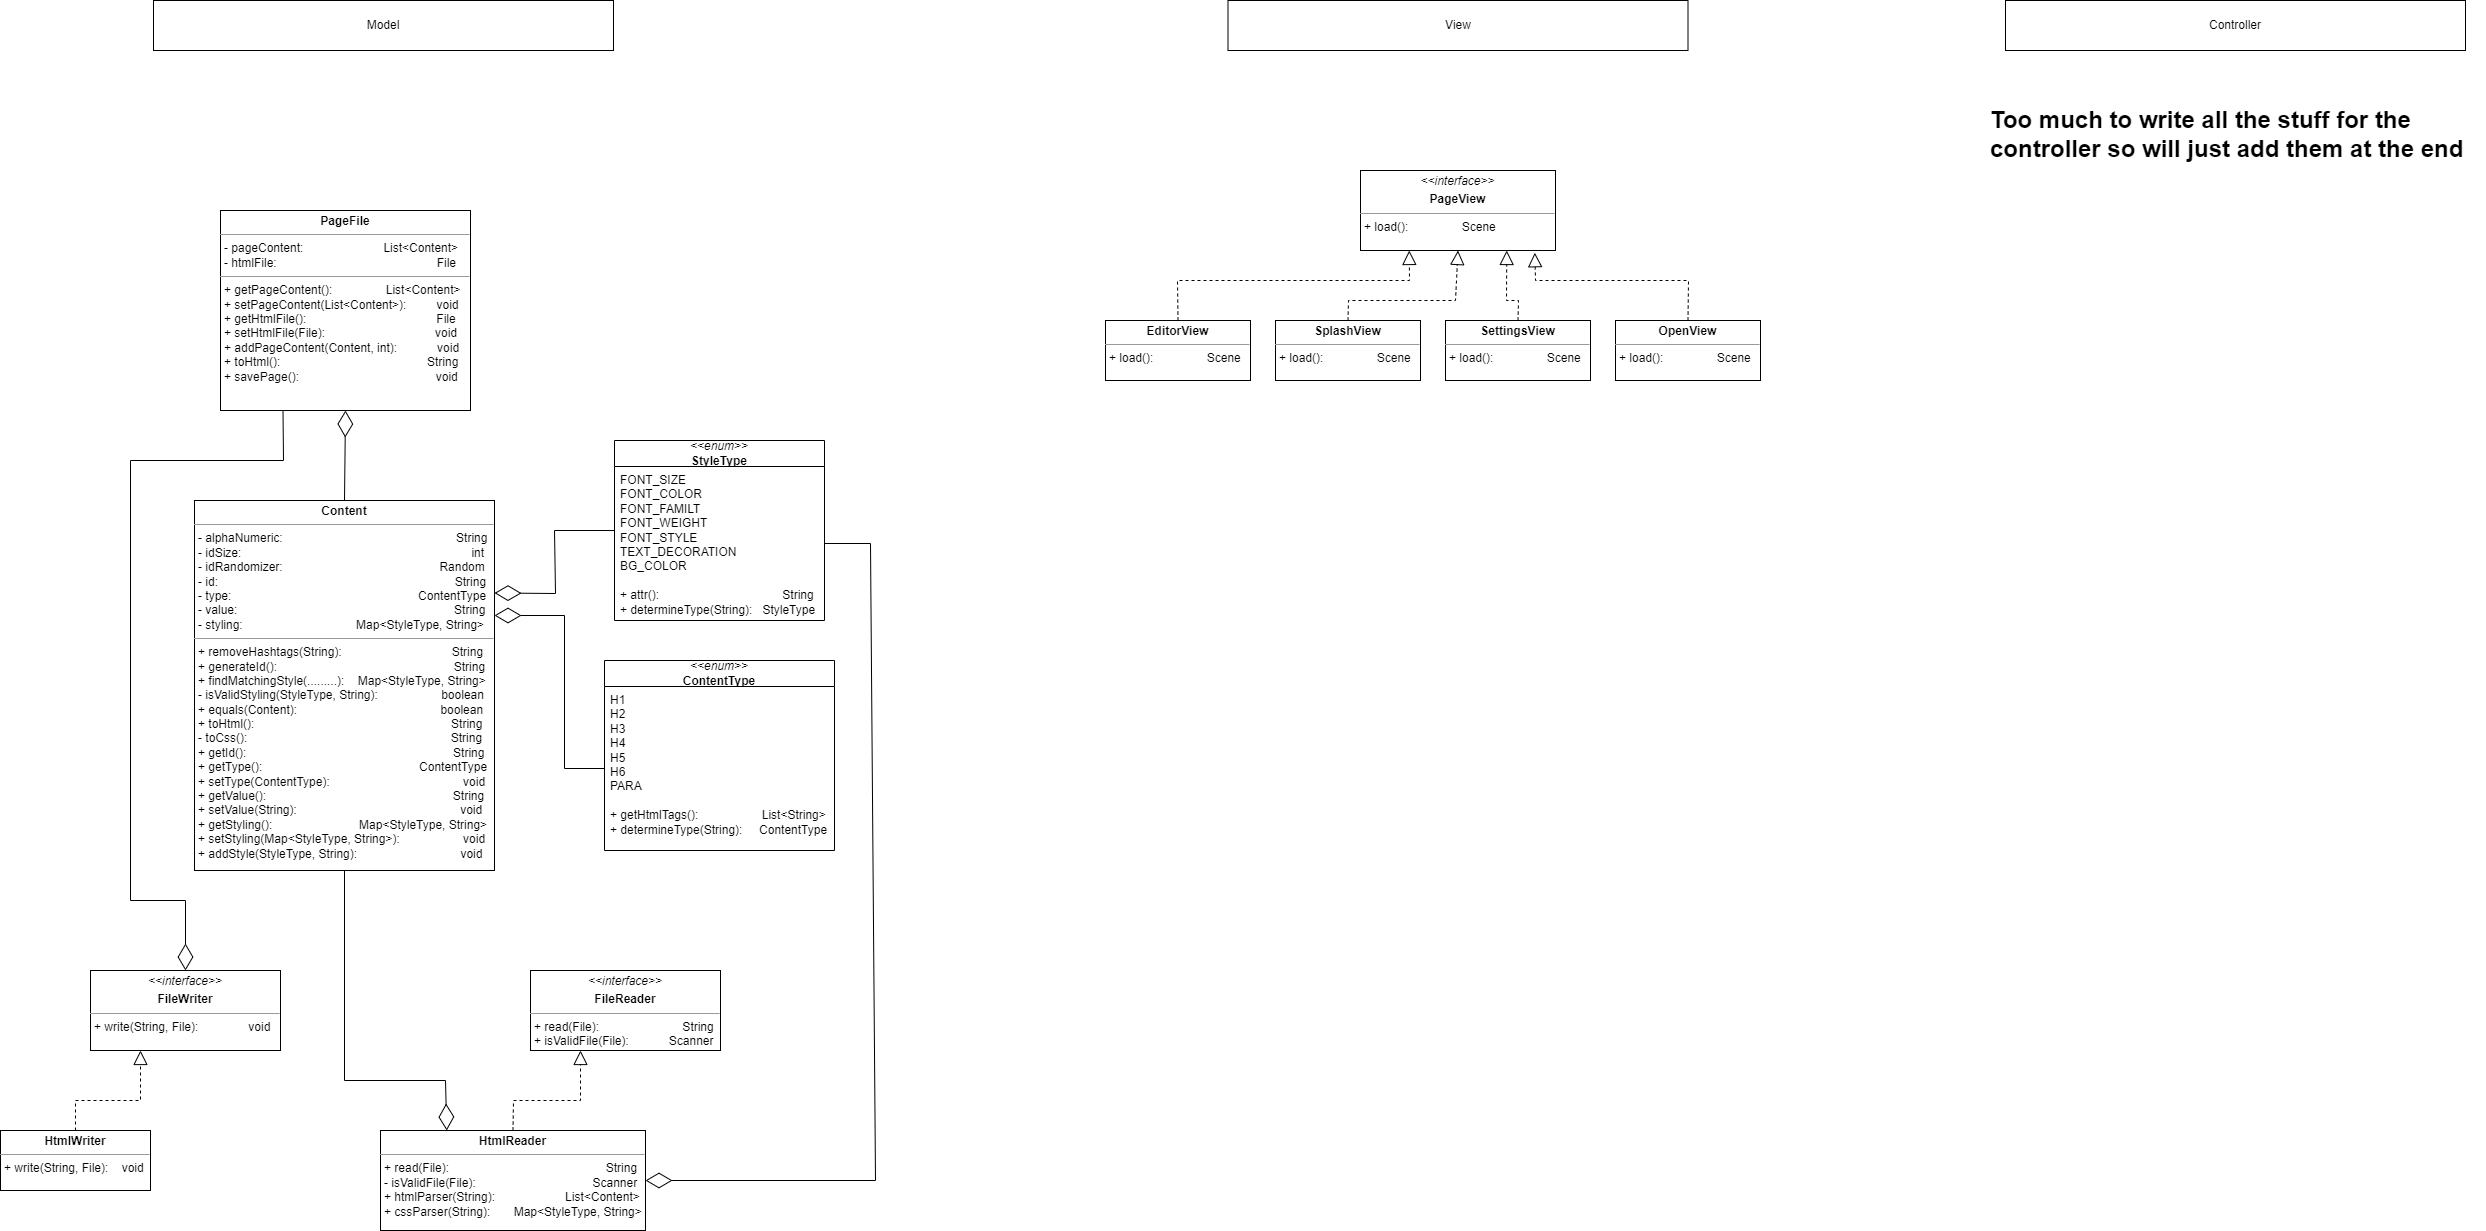 Model
View
Controller
Too much to write all the stuff for the
controller so will just add them at the end
<<interface>>
PageView
+ load(): Scene
EditorView
+ load(): Scene
SplashView
+ load(): Scene
SettingsView
+ load(): Scene
OpenView
+ load(): Scene
PageFile
- pageContent: List<Content>
- htmlFile: File
+ getPageContent(): List<Content>
+ setPageContent(List<Content>): void
+ getHtmlFile(): File
+ setHtmlFile(File): void
+ addPageContent(Content, int): void
+ toHtml(): String
+ savePage(): void
<<enum>>
StyleType
FONT_SIZE
FONT_COLOR
FONT_FAMILT
FONT_WEIGHT
FONT_STYLE
TEXT_DECORATION
BG_COLOR
+ attr(): String
+ determineType(String): StyleType
Content
- alphaNumeric: String
- idSize: int
- idRandomizer: Random
- id: String
- type: ContentType
- value: String
- styling: Map<StyleType, String>
+ removeHashtags(String): String
+ generateId(): String
+ findMatchingStyle(.........): Map<StyleType, String>
- isValidStyling(StyleType, String): boolean
+ equals(Content): boolean
+ toHtml(): String
- toCss(): String
+ getId(): String
+ getType(): ContentType
+ setType(ContentType): void
+ getValue(): String
+ setValue(String): void
+ getStyling(): Map<StyleType, String>
+ setStyling(Map<StyleType, String>): void
+ addStyle(StyleType, String): void
<<enum>>
ContentType
H1
H2
H3
H4
H5
H6
PARA
+ getHtmlTags(): List<String>
+ determineType(String): ContentType
<<interface>>
FileWriter
+ write(String, File): void
<<interface>>
FileReader
+ read(File): String
+ isValidFile(File): Scanner
HtmlWriter
+ write(String, File): void
HtmlReader
+ read(File): String
- isValidFile(File): Scanner
+ htmlParser(String): List<Content>
+ cssParser(String): Map<StyleType, String>